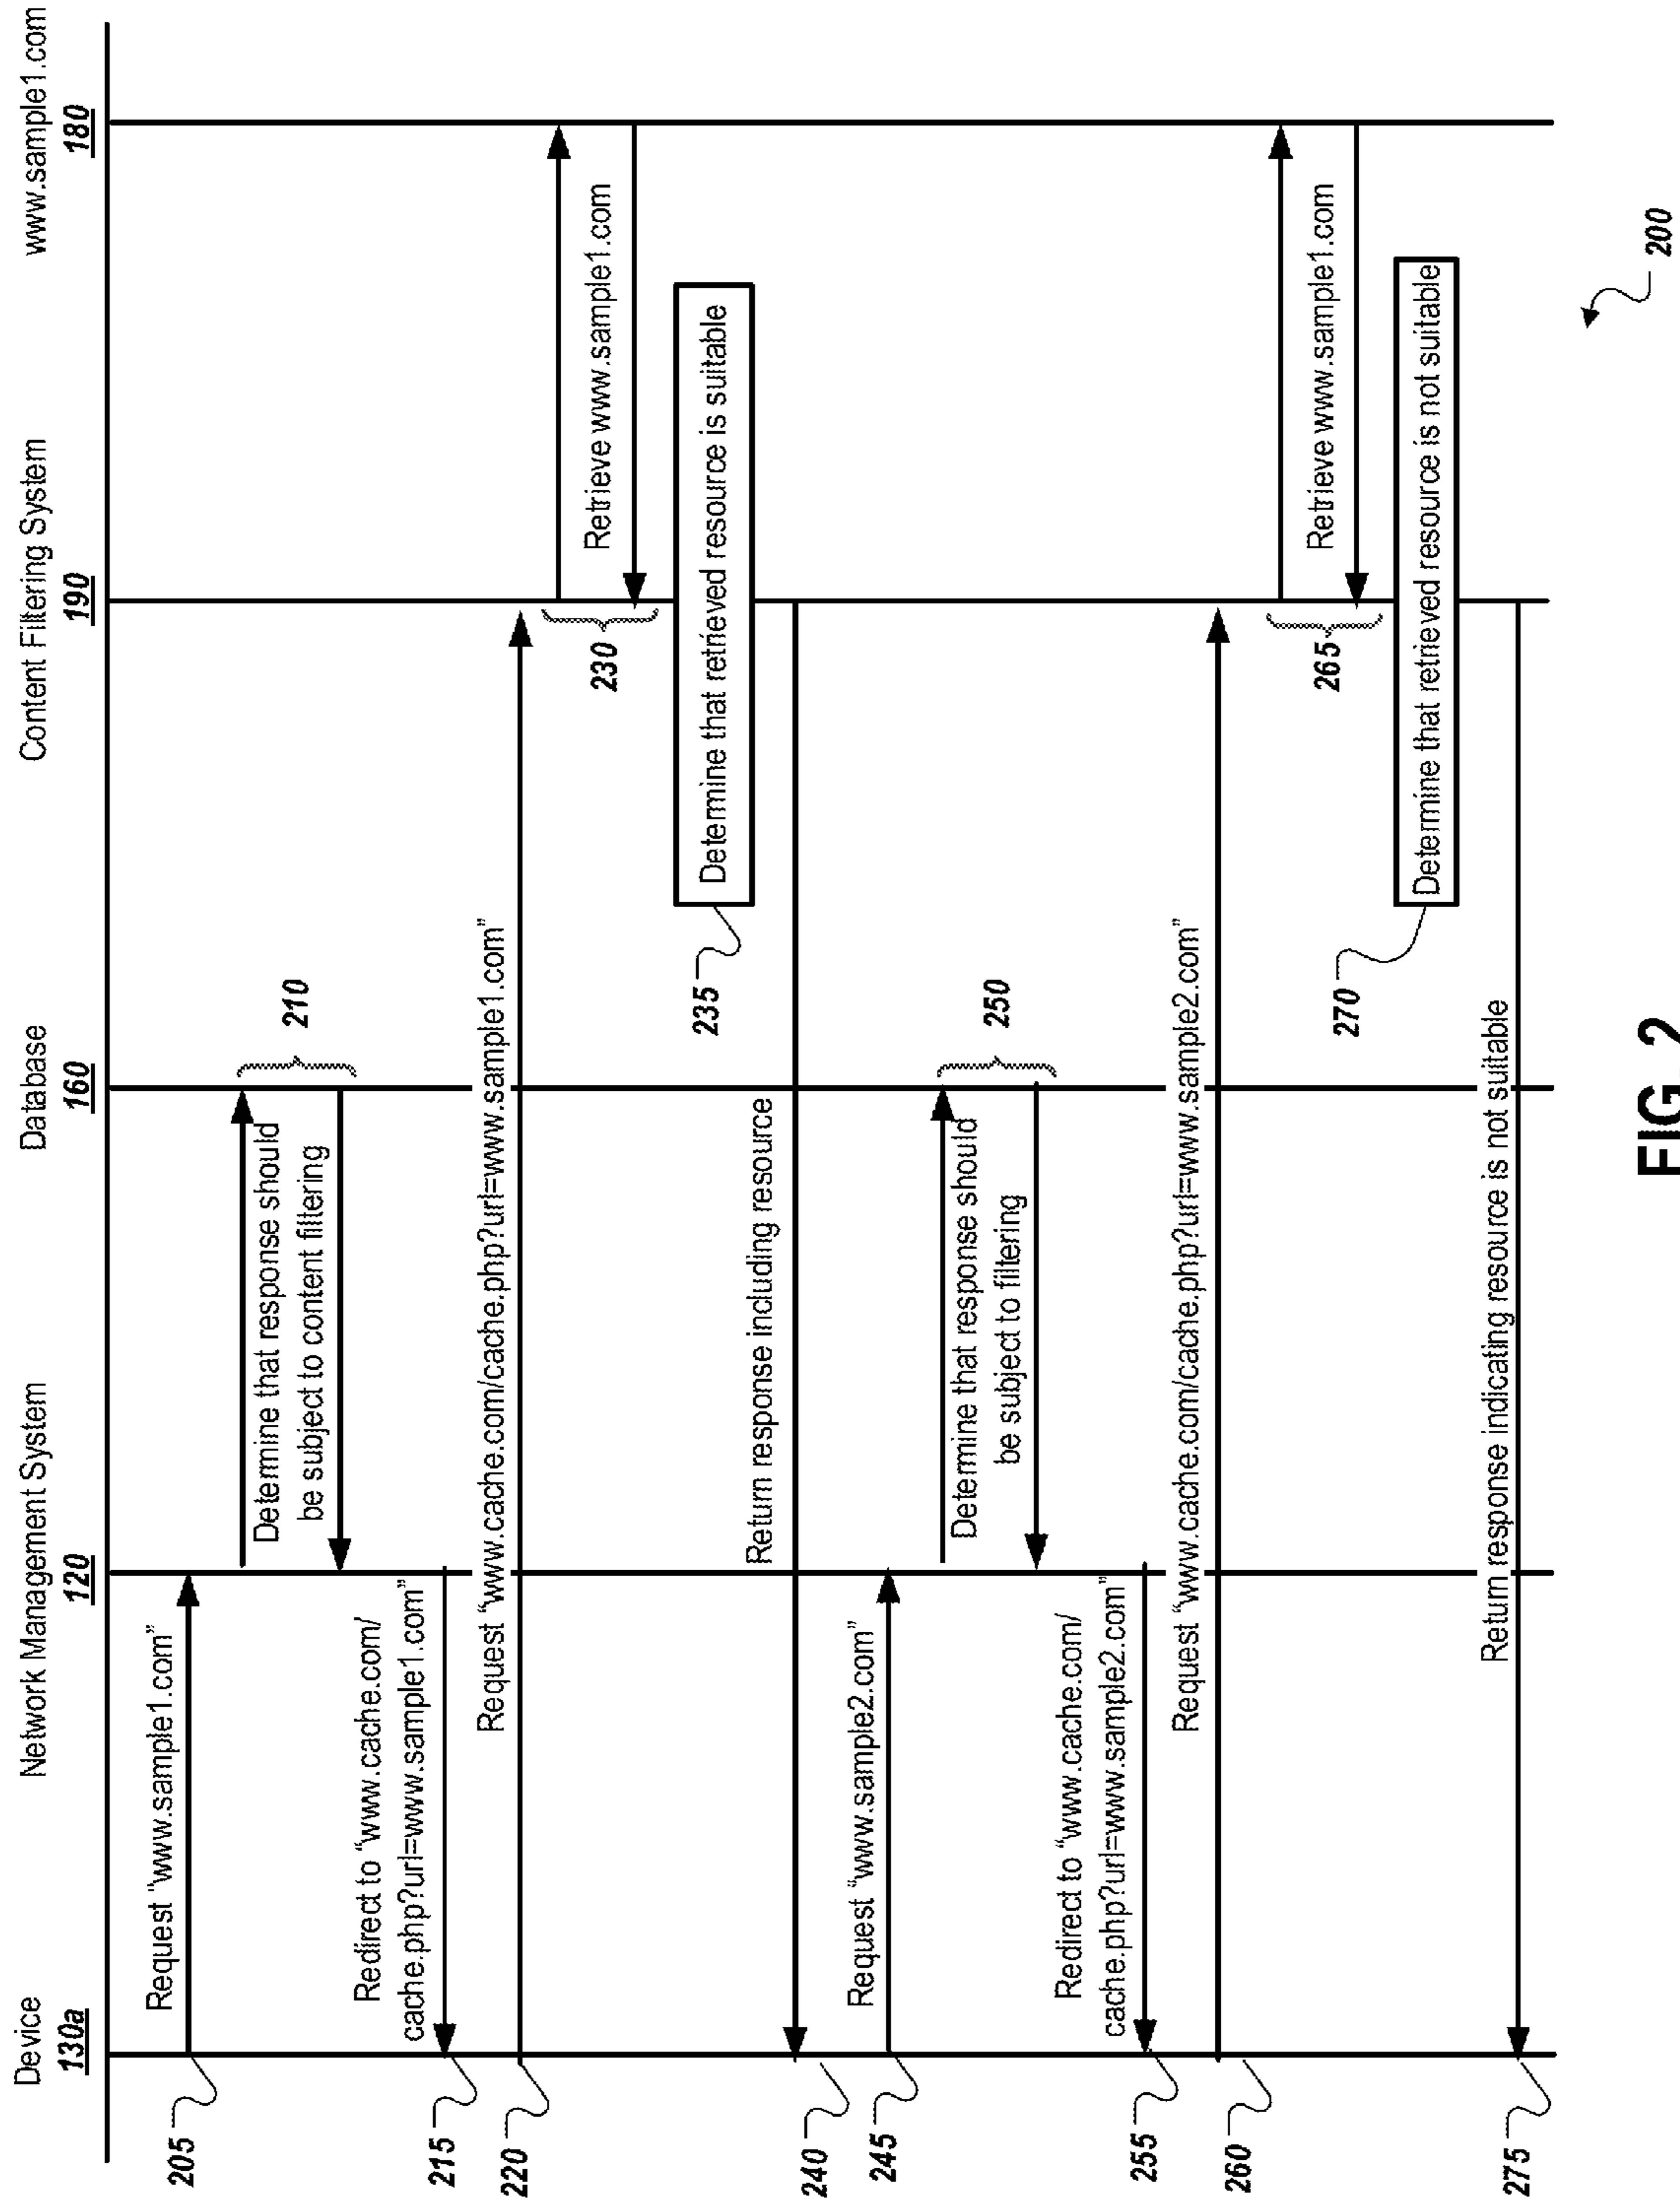 Device
Network Management System
Database
Content Filtering System
www.sample1.com
130a
120
160
190
180
205
Request “www.sample1.com”
Determine that response should
be subject to content filtering
210
215
Redirect to “www.cache.com/
cache.php?url=www.sample1.com”
220
Request “www.cache.com/cache.php?url=www.sample1.com”
230
Retrieve www.sample1.com
235
Determine that retrieved resource is suitable
240
Return response including resource
245
Request “www.sample2.com”
Determine that response should
be subject to filtering
250
255
Redirect to “www.cache.com/
cache.php?url=www.sample2.com”
260
Request “www.cache.com/cache.php?url=www.sample2.com”
265
Retrieve www.sample1.com
270
Determine that retrieved resource is not suitable
275
Return response indicating resource is not suitable
200
FIG. 2